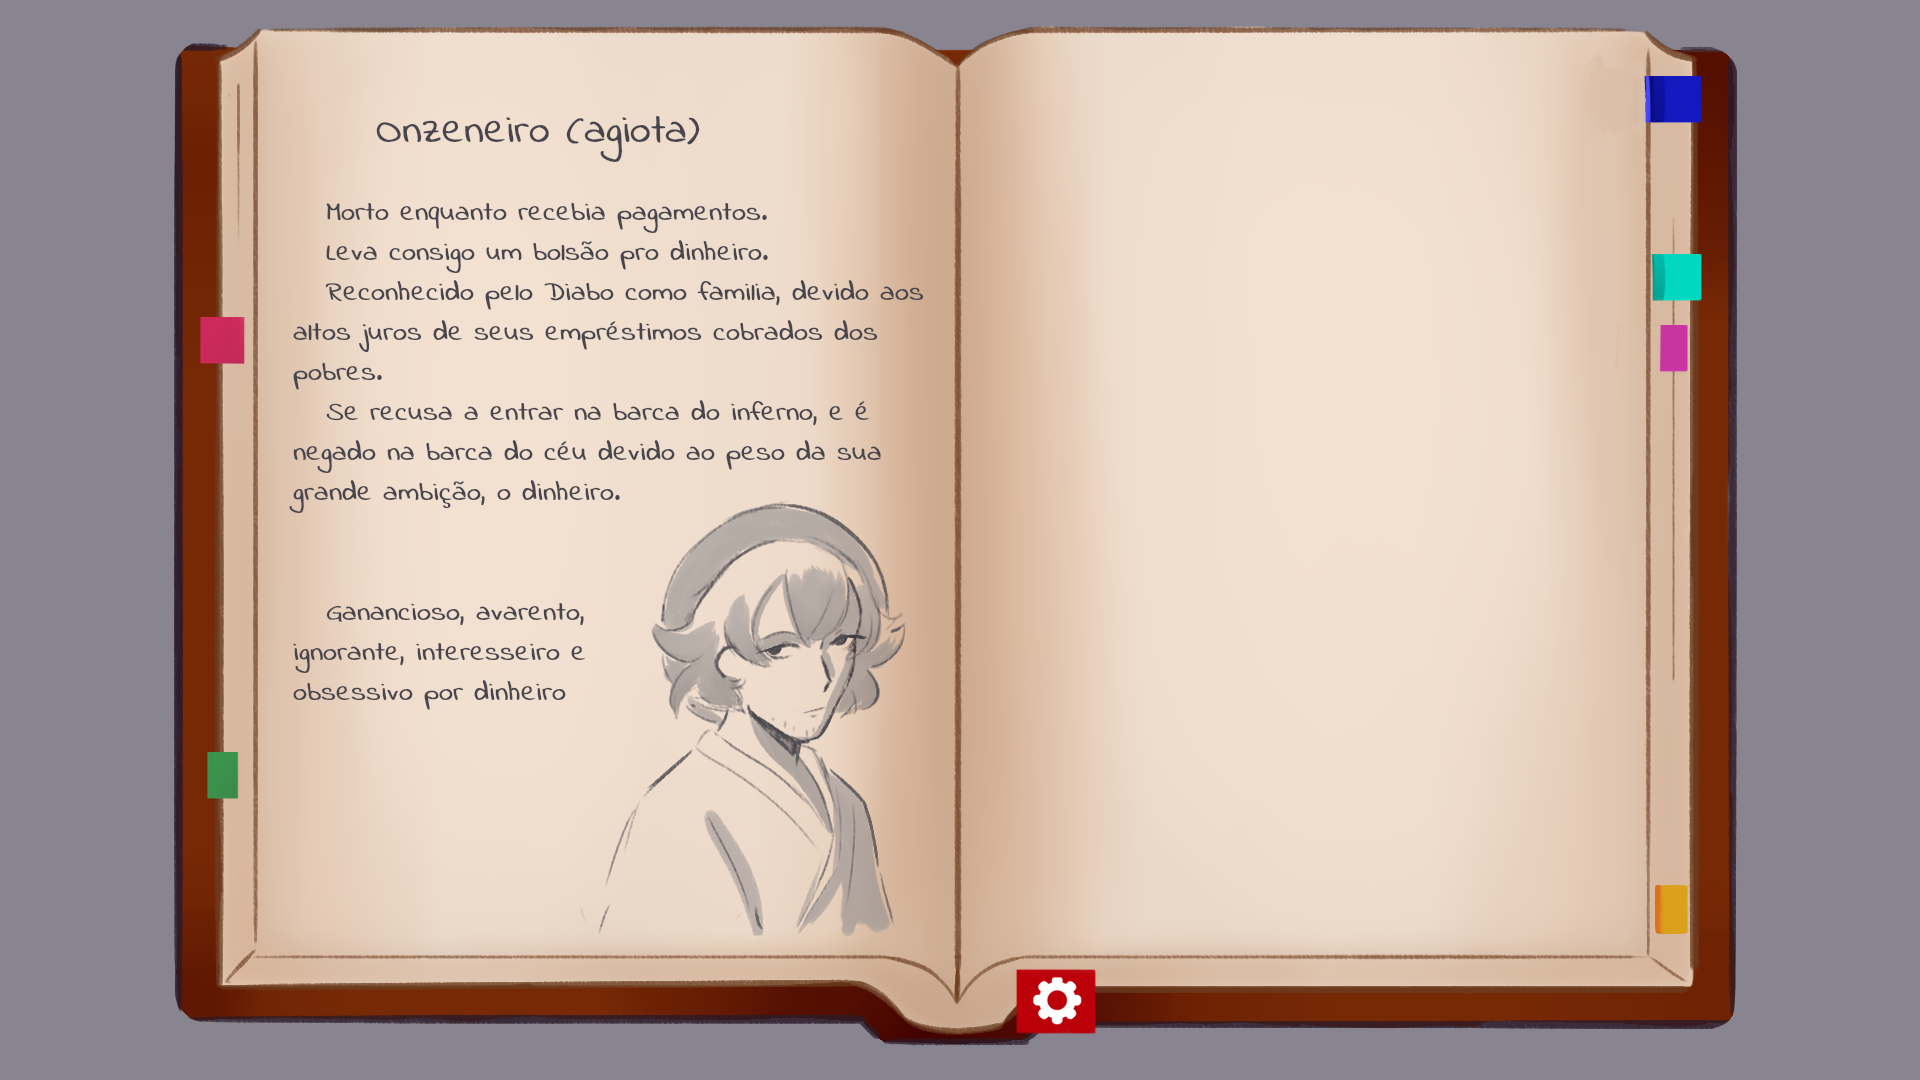 Onzeneiro (agiota)
Morto enquanto recebia pagamentos.
Leva consigo um bolsão pro dinheiro.
Reconhecido pelo Diabo como familia, devido aos
altos juros de seus empréstimos cobrados dos
pobres.
Se recusa a entrar na barca do inferno, e é
negado na barca do céu devido ao peso da sua
grande ambição, o dinheiro.
Ganancioso, avarento,
ignorante, interesseiro e
obsessivo por dinheiro